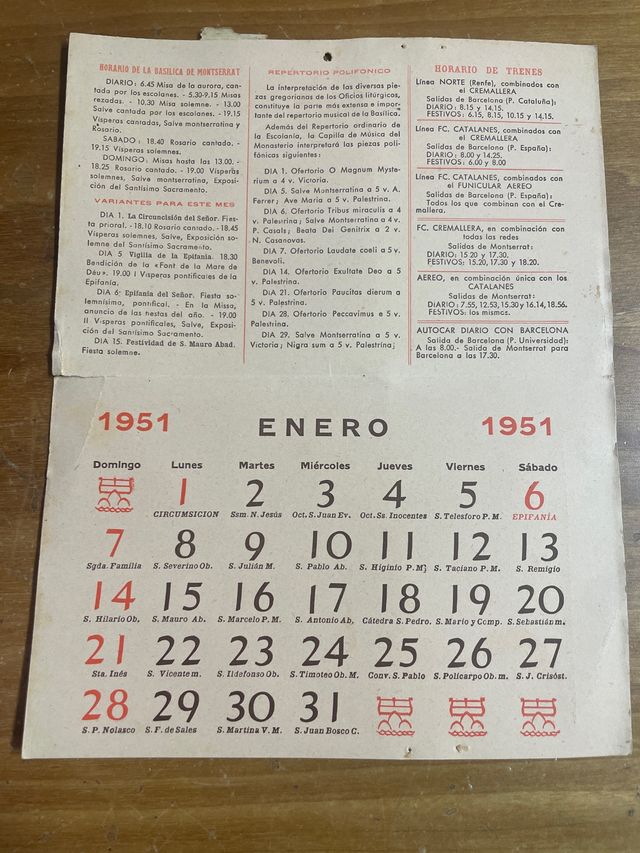 HORARIO DE LA BASILICA DE MONTSERRAT
DIARIO: 6.45 Misa de la aurora, can-
tada por los escolanes. - 5.30-9.15 Misas
rezadas. - 10.30 Misa solemne. - 13.00
Salve cantada por los escolanes. - 19.15
Vísperas cantadas, Salve montserratina y
Rosario.
SABADO: 18.40 Rosario cantado. -
19.15 Vísperas solemnes.
DOMINGO: Misas hasta las 13.00. -
18.25 Rosario cantado. - 19.00 Vísperas
solemnes, Salve Montserratina, Exposi-
ción del Santísimo Sacramento.
VARIANTES PARA ESTE MES
DIA 1. La Circuncisión del Señor. Fies-
ta prioral. - 18.10 Rosario cantado. - 18.45
Vísperas solemnes, Salve, Exposición so-
lemne del Santísimo Sacramento.
DIA 5 Vigilia de la Epifanía. 18.30
Bendición de la «Font de la Mare de
Déu». 19.00 I Vísperas pontificales de la
Epifanía.
DIA 6: Epifanía del Señor. Fiesta so-
lemnísima, pontifical. - En la Misa,
anuncio de las fiestas del año. - 19.00
II Vísperas pontificales, Salve, Exposi-
ción del Santísimo Sacramento.
DIA 15. Festividad de S. Mauro Abad.
Fiesta solemne.
REPERTORIO POLIFONICO
La interpretación de las diversas pie-
zas gregorianas de los Oficios litúrgicos,
constituye la parte más extensa e impor-
tante del repertorio musical de la Basílica.
Además del Repertorio ordinario de
la Escolanía, la Capilla de Música del
Monasterio interpretará las piezas poli-
fónicas siguientes:
DIA 1. Ofertorio O Magnum Myste-
rium a 4 v. Victoria.
DIA 5. Salve Montserratina a 5 v. A.
Ferrer; Ave Maria a 5 v. Palestrina.
DIA 6. Ofertorio Tribus miraculis a 4
v. Palestrina; Salve Montserratina a 4 v.
P. Casals; Beata Dei Genitrix a 2 v.
N. Casanovas.
DIA 7. Ofertorio Laudate coeli a 5 v.
Benevoli.
DIA 14. Ofertorio Exultate Deo a 5
v. Palestrina.
DIA 21. Ofertorio Paucitas dierum a
5 v. Palestrina.
DIA 28. Ofertorio Peccavimus e 5 v.
Palestrina.
DIA 29. Salve Montserratina a 5 v.
Victoria; Nigra sum a 5 v. Palestrina;
HORARIO DE TRENES
Línea NORTE (Renfe), combinados con
el CREMALLERA
Salidas de Barcelona (P. Cataluña):
DIARIO: 8.15 y 14.15.
FESTIVOS: 6.15, 8.15, 10.15 y 14.15.
Línea FC. CATALANES, combinados con
el CREMALLERA
Salidas de Barcelona (P. España):
DIARIO: 8.00 y 14.25.
FESTIVOS: 6.00 y 8.00
Línea FC. CATALANES, combinados con
el FUNICULAR AEREO
Salidas de Barcelona (P. España):
Todos los que combinan con el Cre-
mallera.
FC. CREMALLERA, en combinación con
todas las redes
Salidas de Montserrat:
DIARIO: 15.20 y 17.30.
FESTIVOS: 15.20, 17.30 y 18.20.
AEREO, en combinación única con los
CATALANES
Salidas de Montserrat:
DIARIO: 7.55, 12.53, 15.30 y 16.14, 18.56.
FESTIVOS: los mismos.
AUTOCAR DIARIO CON BARCELONA
Salida de Barcelona (P. Universidad):
A las 8.00.- Salida de Montserrat para
Barcelona a las 17.30.
1951 ENERO 1951
Domingo Lunes Martes Miércoles Jueves Viernes Sábado
1 2 3 4 5 6
CIRCUMSICION Ssm. N. Jesús Oct. S. Juan Ev. Oct. Ss. Inocentes S. Telesforo P. M. EPIFANÍA
7 8 9 10 11 12 13
Sgda. Familia S. Severino Ob. S. Julián M. S. Pablo Ab. S. Higinio P. M. S. Taciano P. M. S. Remigio
14 15 16 17 18 19 20
S. Hilario Ob. S. Mauro Ab. S. Marcelo P. M. S. Antonio Ab. Cátedra S. Pedro. S. Mario y Comp. S. Sebastián m.
21 22 23 24 25 26 27
Sta. Inés S. Vicente m. S. Ildefonso Ob. S. Timoteo Ob. M. Conv. S. Pablo S. Policarpo Ob. m. S. J. Crisóst.
28 29 30 31
S. P. Nolasco S. F. de Sales S. Martina V. M. S. Juan Bosco C.